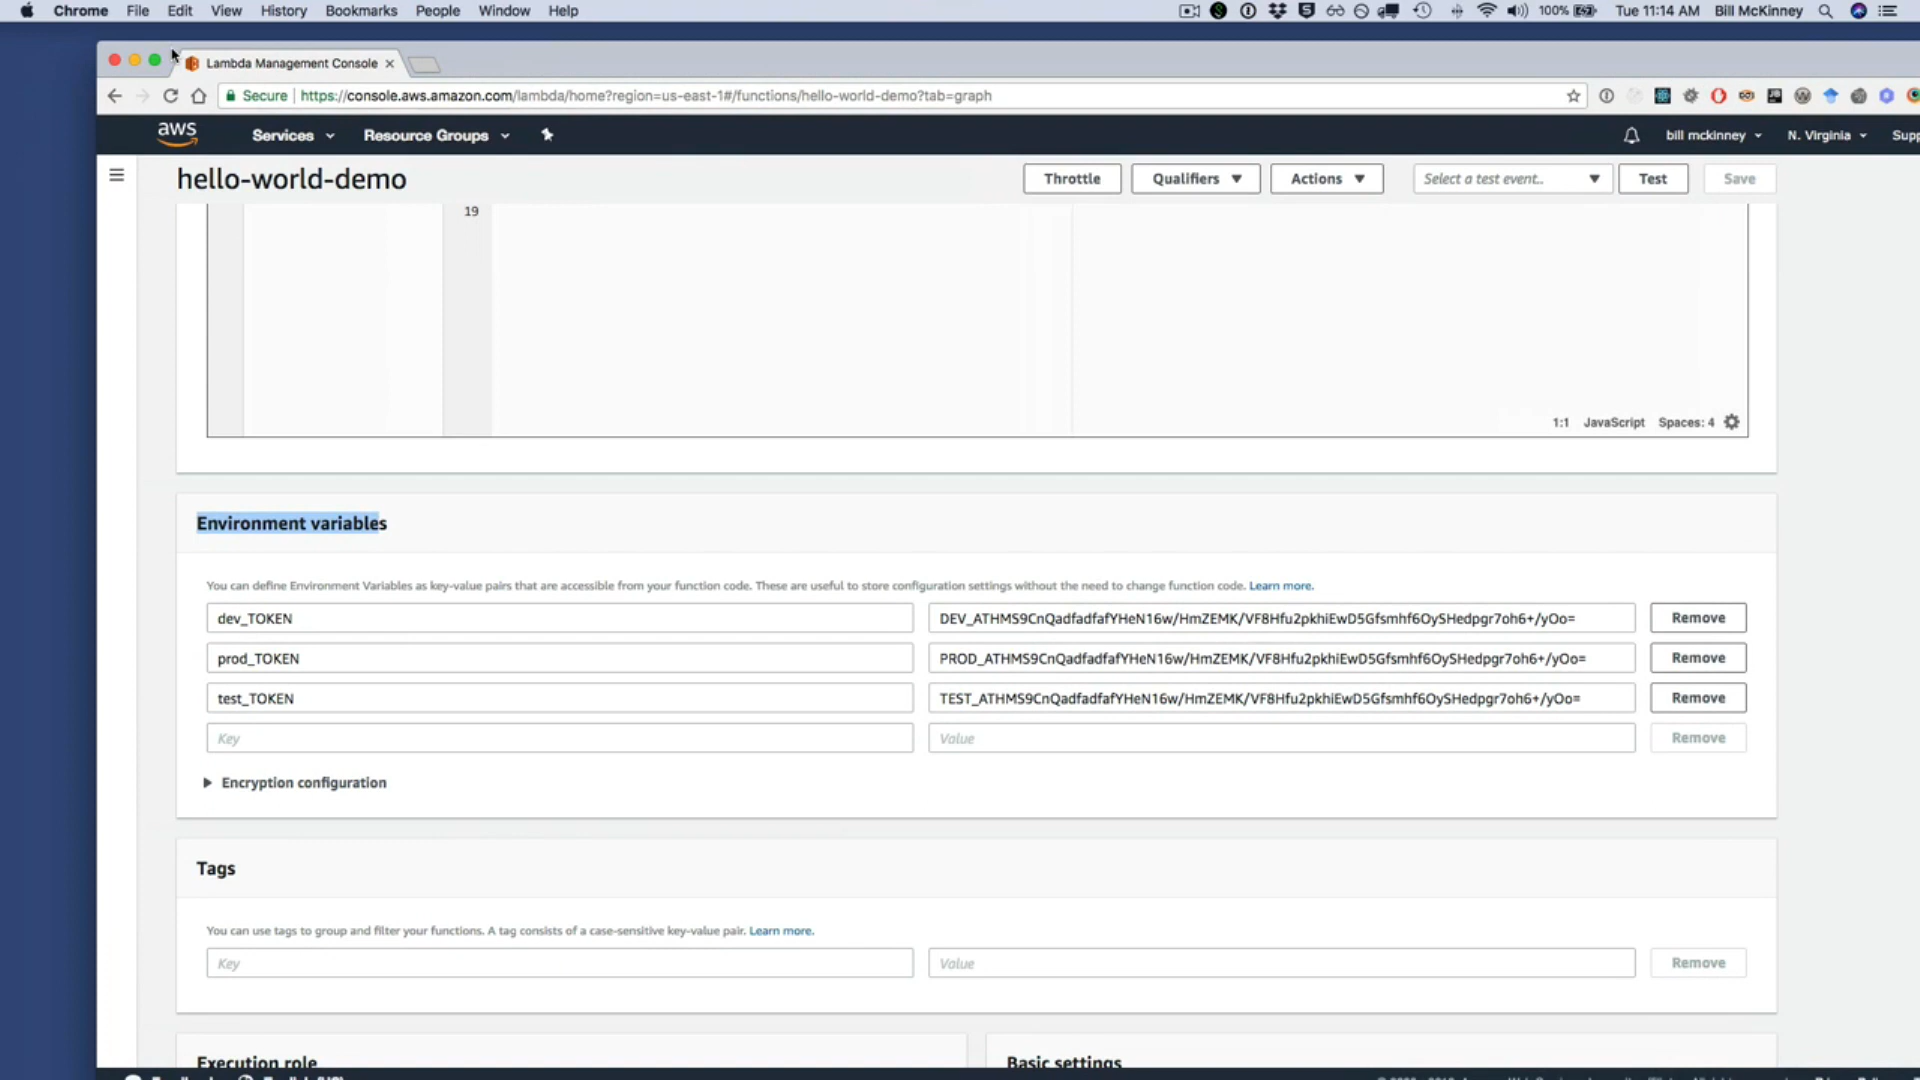 Chrome File Edit View History Bookmarks People Window Help 100% Tue 11:14 AM Bill McKinney
Lambda Management Console
Secure https://console.aws.amazon.com/lambda/home?region=us-east-1#/functions/hello-world-demo?tab=graph
aws Services Resource Groups bill mckinney N. Virginia Supp
hello-world-demo Throttle Qualifiers Actions Select a test event.. Test Save
19
1:1 JavaScript Spaces: 4
Environment variables
You can define Environment Variables as key-value pairs that are accessible from your function code. These are useful to store configuration settings without the need to change function code. Learn more.
dev_TOKEN DEV_ATHMS9CnQadfadfafYHeN16w/HmZEMK/VF8Hfu2pkhiEwD5Gfsmhf6OySHedpgr7oh6+/yOo= Remove
prod_TOKEN PROD_ATHMS9CnQadfadfafYHeN16w/HmZEMK/VF8Hfu2pkhiEwD5Gfsmhf6OySHedpgr7oh6+/yOo= Remove
test_TOKEN TEST_ATHMS9CnQadfadfafYHeN16w/HmZEMK/VF8Hfu2pkhiEwD5Gfsmhf6OySHedpgr7oh6+/yOo= Remove
Key Value Remove
Encryption configuration
Tags
You can use tags to group and filter your functions. A tag consists of a case-sensitive key-value pair. Learn more.
Key Value Remove
Execution role Basic settings